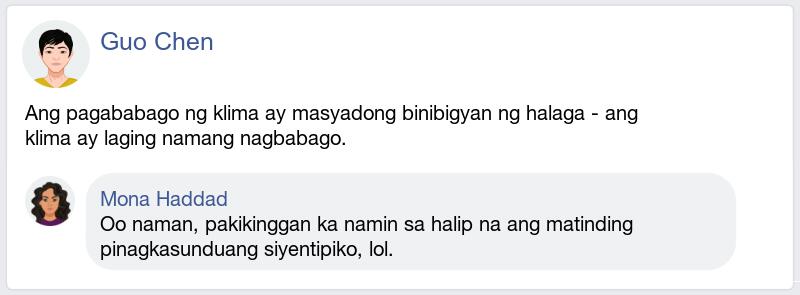 Guo Chen
Ang pagababago ng klima ay masyadong binibigyan ng halaga - ang
klima ay laging namang nagbabago.
Mona Haddad
Oo naman, pakikinggan ka namin sa halip na ang matinding
pinagkasunduang siyentipiko, lol.